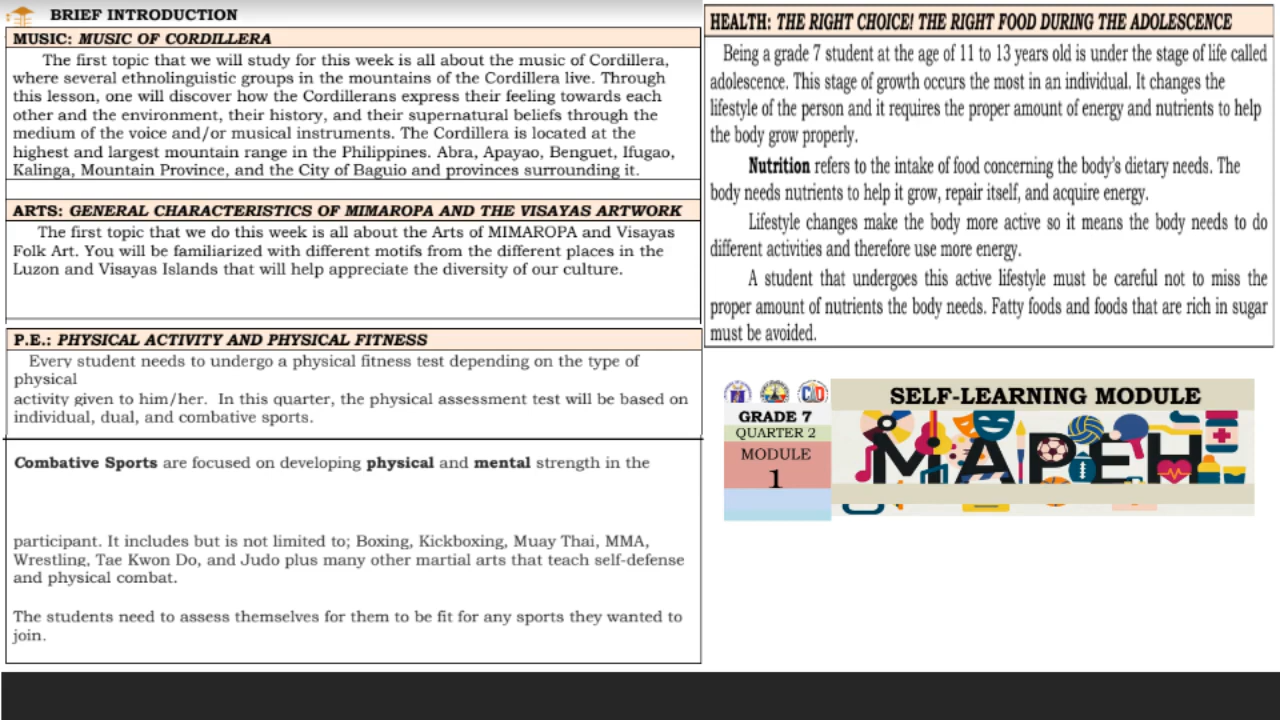 BRIEF INTRODUCTION
MUSIC: MUSIC OF CORDILLERA
The first topic that we will study for this week is all about the music of Cordillera,
where several ethnolinguistic groups in the mountains of the Cordillera live. Through
this lesson, one will discover how the Cordillerans express their feeling towards each
other and the environment, their history, and their supernatural beliefs through the
medium of the voice and/or musical instruments. The Cordillera is located at the
highest and largest mountain range in the Philippines. Abra, Apayao, Benguet, Ifugao,
Kalinga, Mountain Province, and the City of Baguio and provinces surrounding it.
ARTS: GENERAL CHARACTERISTICS OF MIMAROPA AND THE VISAYAS ARTWORK
The first topic that we do this week is all about the Arts of MIMAROPA and Visayas
Folk Art. You will be familiarized with different motifs from the different places in the
Luzon and Visayas Islands that will help appreciate the diversity of our culture.
P.E.: PHYSICAL ACTIVITY AND PHYSICAL FITNESS
Every student needs to undergo a physical fitness test depending on the type of
physical
activity given to him/her. In this quarter, the physical assessment test will be based on
individual, dual, and combative sports.
Combative Sports are focused on developing physical and mental strength in the
participant. It includes but is not limited to; Boxing, Kickboxing, Muay Thai, MMA,
Wrestling, Tae Kwon Do, and Judo plus many other martial arts that teach self-defense
and physical combat.
The students need to assess themselves for them to be fit for any sports they wanted to
join.
HEALTH: THE RIGHT CHOICE! THE RIGHT FOOD DURING THE ADOLESCENCE
Being a grade 7 student at the age of 11 to 13 years old is under the stage of life called
adolescence. This stage of growth occurs the most in an individual. It changes the
lifestyle of the person and it requires the proper amount of energy and nutrients to help
the body grow properly.
Nutrition refers to the intake of food concerning the body's dietary needs. The
body needs nutrients to help it grow, repair itself, and acquire energy.
Lifestyle changes make the body more active so it means the body needs to do
different activities and therefore use more energy.
A student that undergoes this active lifestyle must be careful not to miss the
proper amount of nutrients the body needs. Fatty foods and foods that are rich in sugar
must be avoided.
GRADE 7
QUARTER 2
MODULE
1
SELF-LEARNING MODULE
MAPEH